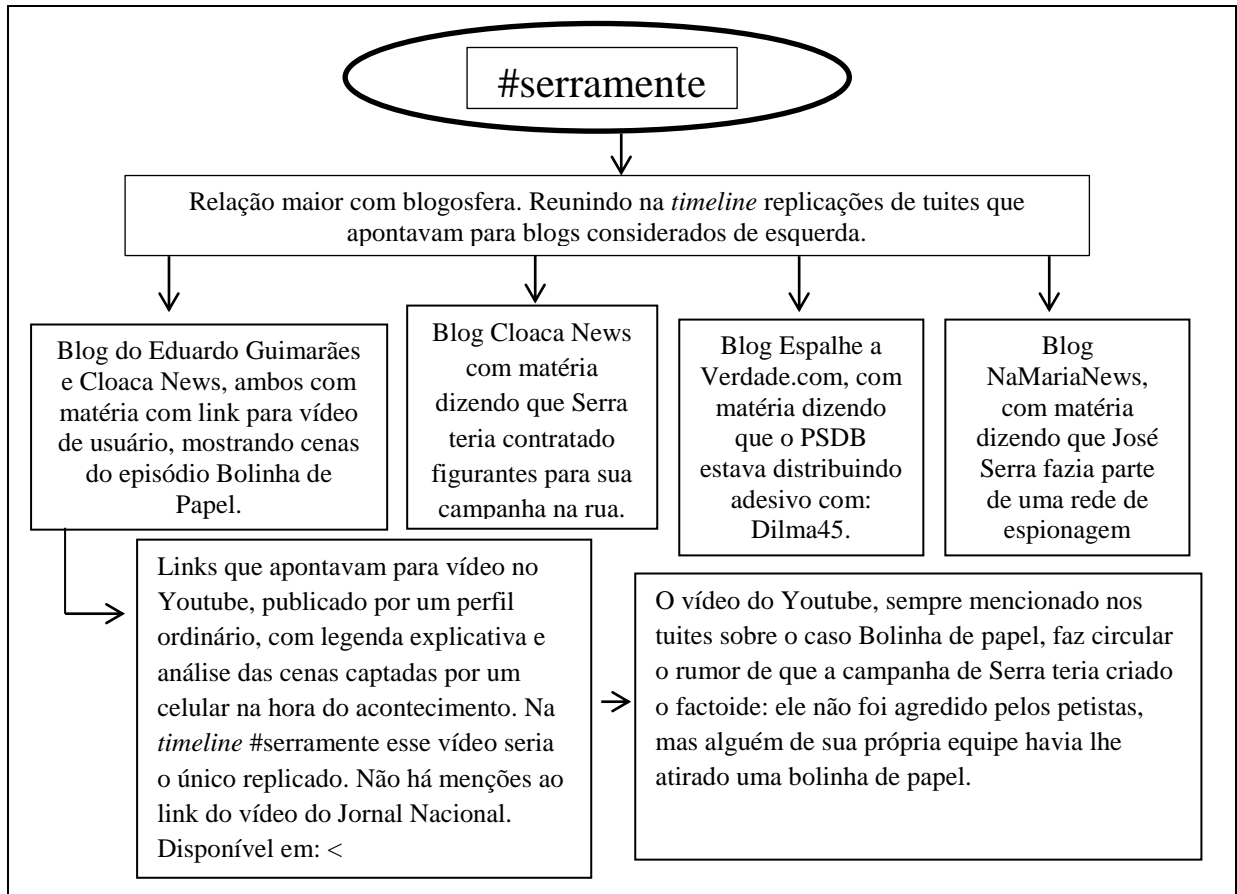 #serramente
Relação maior com blogosfera. Reunindo na timeline replicações de tuites que
apontavam para blogs considerados de esquerda.
Blog do Eduardo Guimarães
e Cloaca News, ambos com
matéria com link para vídeo
de usuário, mostrando cenas
do episódio Bolinha de
Papel.
Blog Cloaca News
com matéria
dizendo que Serra
teria contratado
figurantes para sua
campanha na rua.
Blog Espalhe a
Verdade.com, com
matéria dizendo
que o PSDB
estava distribuindo
adesivo com:
Dilma45.
Blog
NaMariaNews,
com matéria
dizendo que José
Serra fazia parte
de uma rede de
espionagem
Links que apontavam para vídeo no
Youtube, publicado por um perfil
ordinário, com legenda explicativa e
análise das cenas captadas por um
celular na hora do acontecimento. Na
timeline #serramente esse vídeo seria
o único replicado. Não há menções ao
link do vídeo do Jornal Nacional.
Disponível em: <
O vídeo do Youtube, sempre mencionado nos
tuites sobre o caso Bolinha de papel, faz circular
o rumor de que a campanha de Serra teria criado
o factoide: ele não foi agredido pelos petistas,
mas alguém de sua própria equipe havia lhe
atirado uma bolinha de papel.